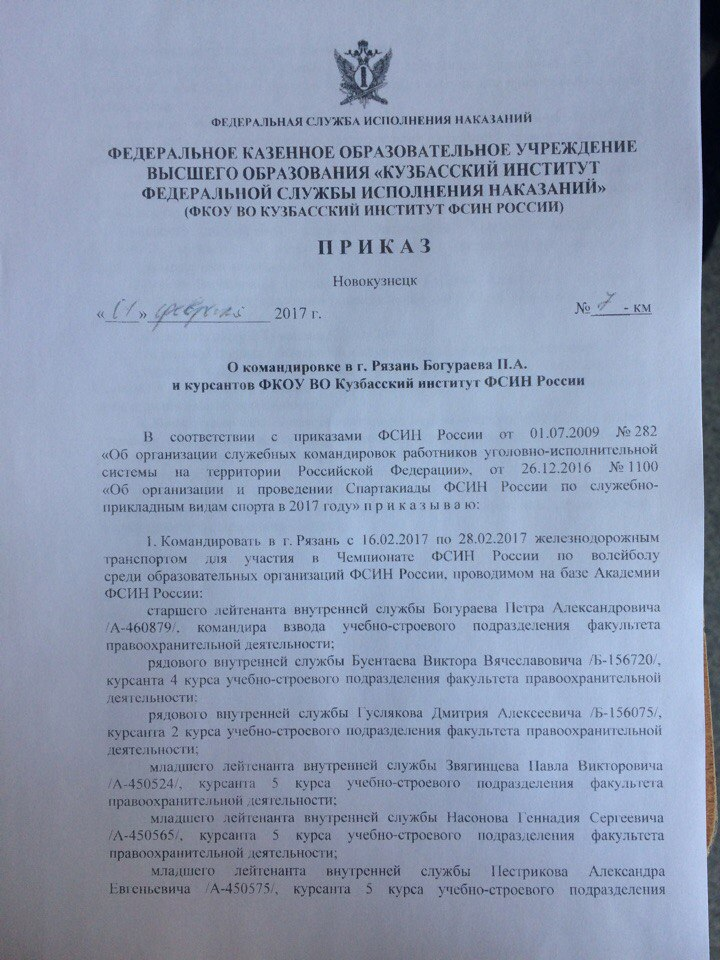 ФЕДЕРАЛЬНАЯ СЛУЖБА ИСПОЛНЕНИЯ НАКАЗАНИЙ
ФЕДЕРАЛЬНОЕ КАЗЕННОЕ ОБРАЗОВАТЕЛЬНОЕ УЧРЕЖДЕНИЕ
ВЫСШЕГО ОБРАЗОВАНИЯ «КУЗБАССКИЙ ИНСТИТУТ
ФЕДЕРАЛЬНОЙ СЛУЖБЫ ИСПОЛНЕНИЯ НАКАЗАНИЙ»
(ФКОУ ВО КУЗБАССКИЙ ИНСТИТУТ ФСИН РОССИИ)
П Р И К А З
Новокузнецк
«11» февраля 2017 г. № 7 - км
О командировке в г. Рязань Богураева П.А.
и курсантов ФКОУ ВО Кузбасский институт ФСИН России
В соответствии с приказами ФСИН России от 01.07.2009 № 282
«Об организации служебных командировок работников уголовно-исполнительной
системы на территории Российской Федерации», от 26.12.2016 № 1100
«Об организации и проведении Спартакиады ФСИН России по служебно-
прикладным видам спорта в 2017 году» п р и к а з ы в а ю:
1. Командировать в г. Рязань с 16.02.2017 по 28.02.2017 железнодорожным
транспортом для участия в Чемпионате ФСИН России по волейболу
среди образовательных организаций ФСИН России, проводимом на базе Академии
ФСИН России:
старшего лейтенанта внутренней службы Богураева Петра Александровича
/А-460879/, командира взвода учебно-строевого подразделения факультета
правоохранительной деятельности;
рядового внутренней службы Буентаева Виктора Вячеславовича /Б-156720/,
курсанта 4 курса учебно-строевого подразделения факультета правоохранительной
деятельности;
рядового внутренней службы Гуслякова Дмитрия Алексеевича /Б-156075/,
курсанта 2 курса учебно-строевого подразделения факультета правоохранительной
деятельности;
младшего лейтенанта внутренней службы Звягинцева Павла Викторовича
/А-450524/, курсанта 5 курса учебно-строевого подразделения факультета
правоохранительной деятельности;
младшего лейтенанта внутренней службы Насонова Геннадия Сергеевича
/А-450565/, курсанта 5 курса учебно-строевого подразделения факультета
правоохранительной деятельности;
младшего лейтенанта внутренней службы Пестрикова Александра
Евгеньевича /А-450575/, курсанта 5 курса учебно-строевого подразделения